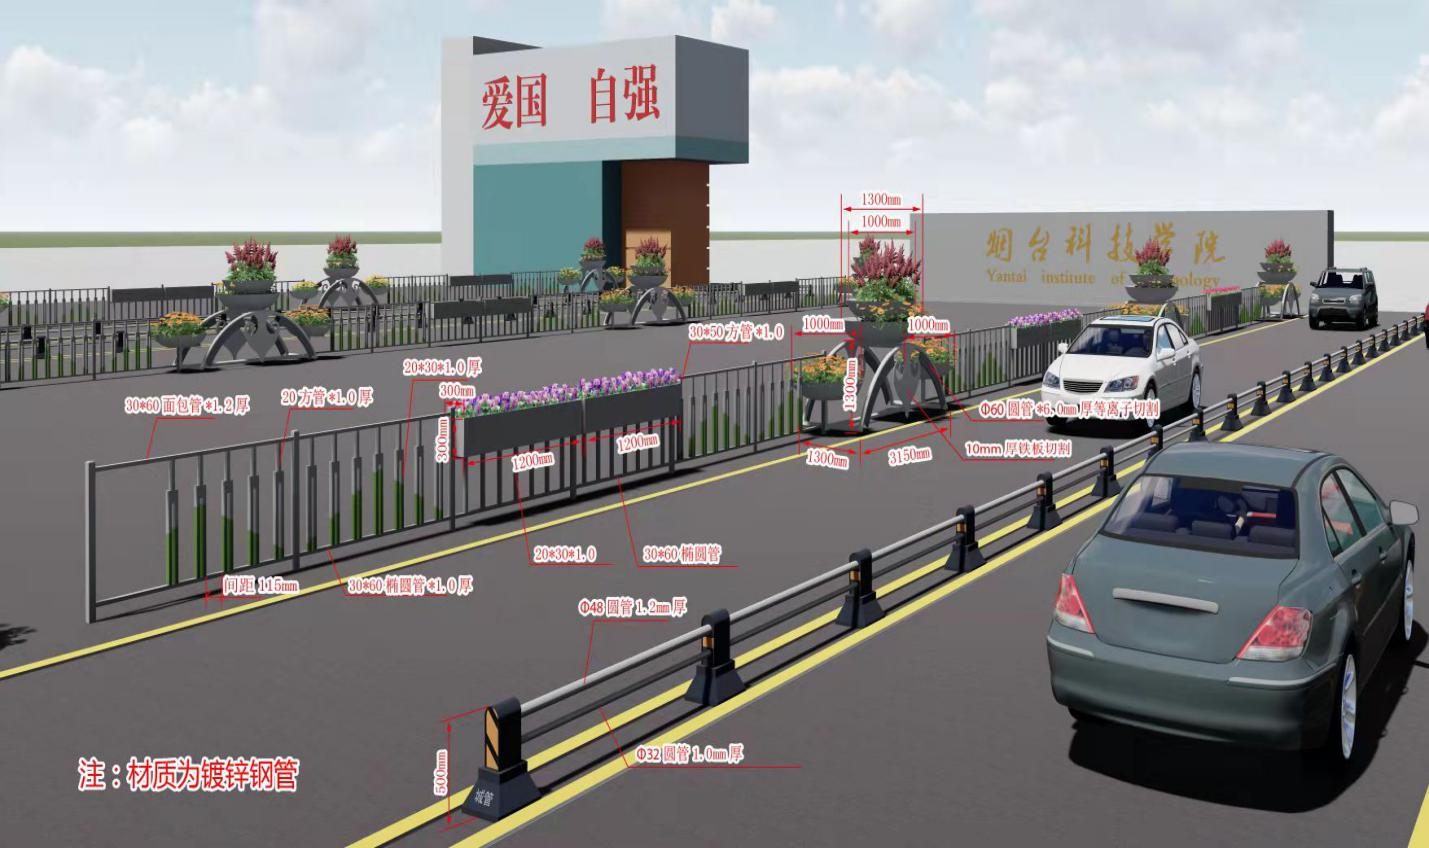 爱国 自强
1300mm
1000mm
烟台科技学院
Yantai institute of nology
1000mm
1000mm
30*50方管*1.0
20*30*1.0厚
300mm
20方管*1.0厚
30*60面包管*1.2厚
1300mm
Φ60圆管*6.0mm厚等离子切割
300mm
1200mm
1200mm
10mm厚铁板切割
1300mm
3150mm
20*30*1.0
30*60椭圆管
间距115mm
30*60椭圆管*1.0厚
Φ48圆管1.2mm厚
Φ32圆管1.0mm厚
500mm
城管
注：材质为镀锌钢管